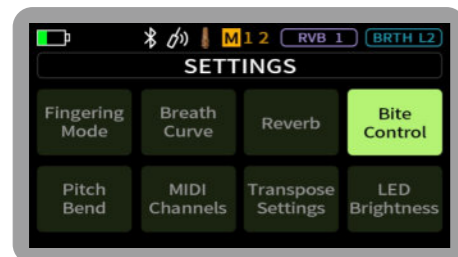 M 1 2 RVB 1 BRTH L2
SETTINGS
Fingering Mode
Breath Curve
Reverb
Bite Control
Pitch Bend
MIDI Channels
Transpose Settings
LED Brightness